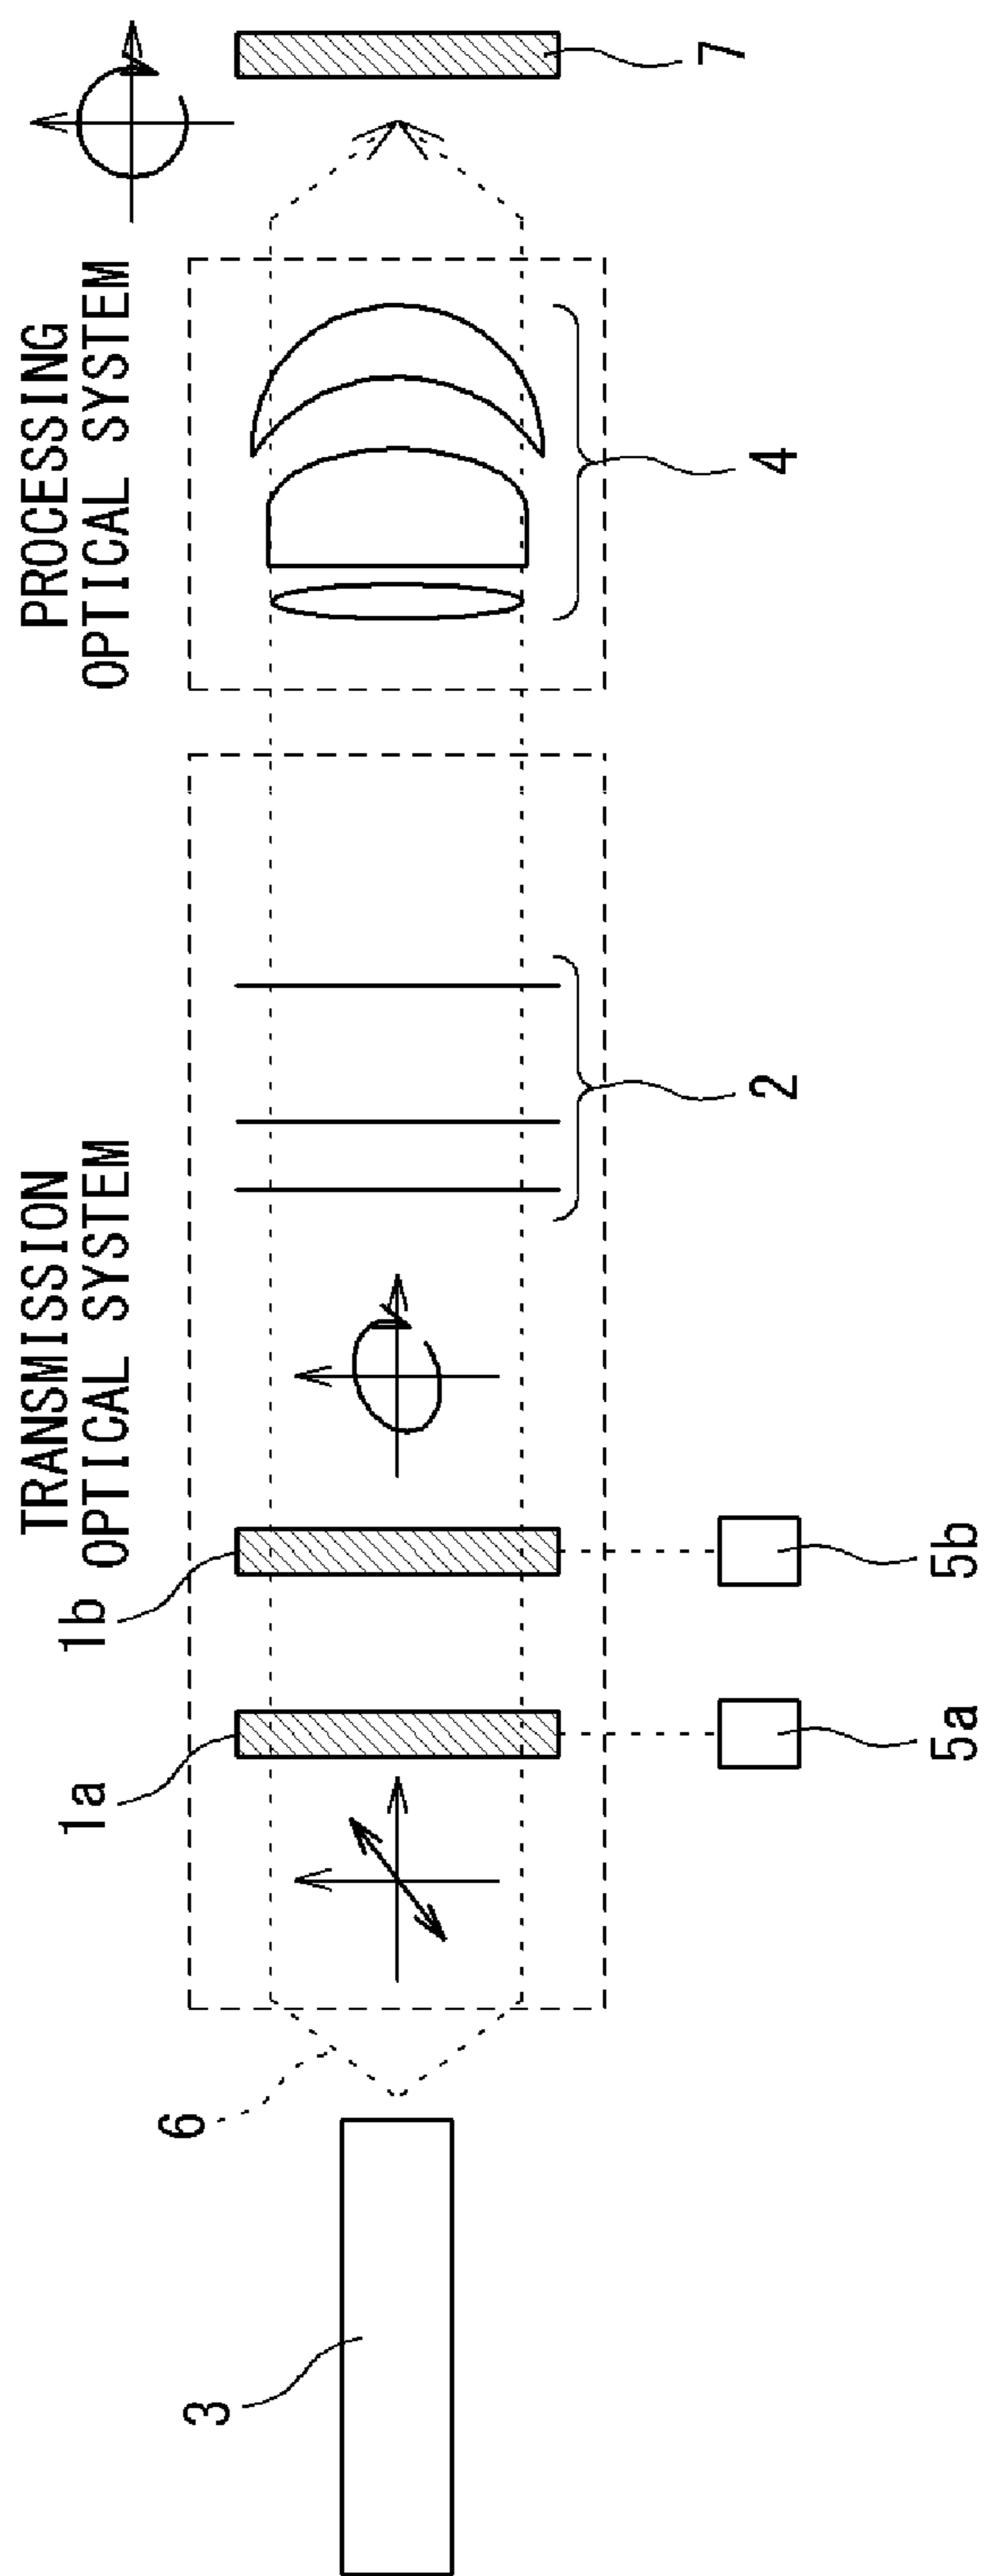 TRANSMISSION
OPTICAL SYSTEM
PROCESSING
OPTICAL SYSTEM
3
6
1a
1b
5a
5b
2
4
7